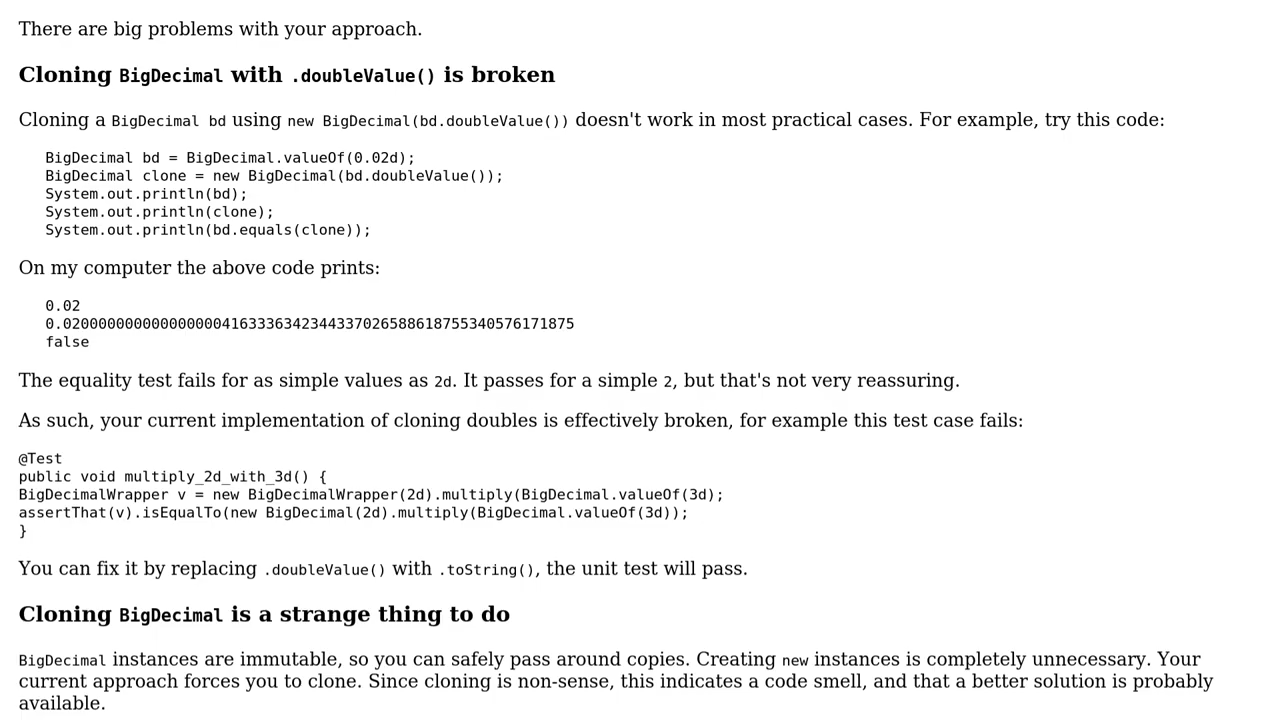 There are big problems with your approach.
Cloning BigDecimal with .doubleValue() is broken
Cloning a BigDecimal bd using new BigDecimal(bd.doubleValue()) doesn't work in most practical cases. For example, try this code:
BigDecimal bd = BigDecimal.valueOf(0.02d);
BigDecimal clone = new BigDecimal(bd.doubleValue());
System.out.println(bd);
System.out.println(clone);
System.out.println(bd.equals(clone));
On my computer the above code prints:
0.02
0.0200000000000000004163336342344337026588618755340576171875
false
The equality test fails for as simple values as 2d. It passes for a simple 2, but that's not very reassuring.
As such, your current implementation of cloning doubles is effectively broken, for example this test case fails:
@Test
public void multiply_2d_with_3d() {
BigDecimalWrapper v = new BigDecimalWrapper(2d).multiply(BigDecimal.valueOf(3d);
assertThat(v).isEqualTo(new BigDecimal(2d).multiply(BigDecimal.valueOf(3d));
}
You can fix it by replacing .doubleValue() with .toString(), the unit test will pass.
Cloning BigDecimal is a strange thing to do
BigDecimal instances are immutable, so you can safely pass around copies. Creating new instances is completely unnecessary. Your
current approach forces you to clone. Since cloning is non-sense, this indicates a code smell, and that a better solution is probably
available.